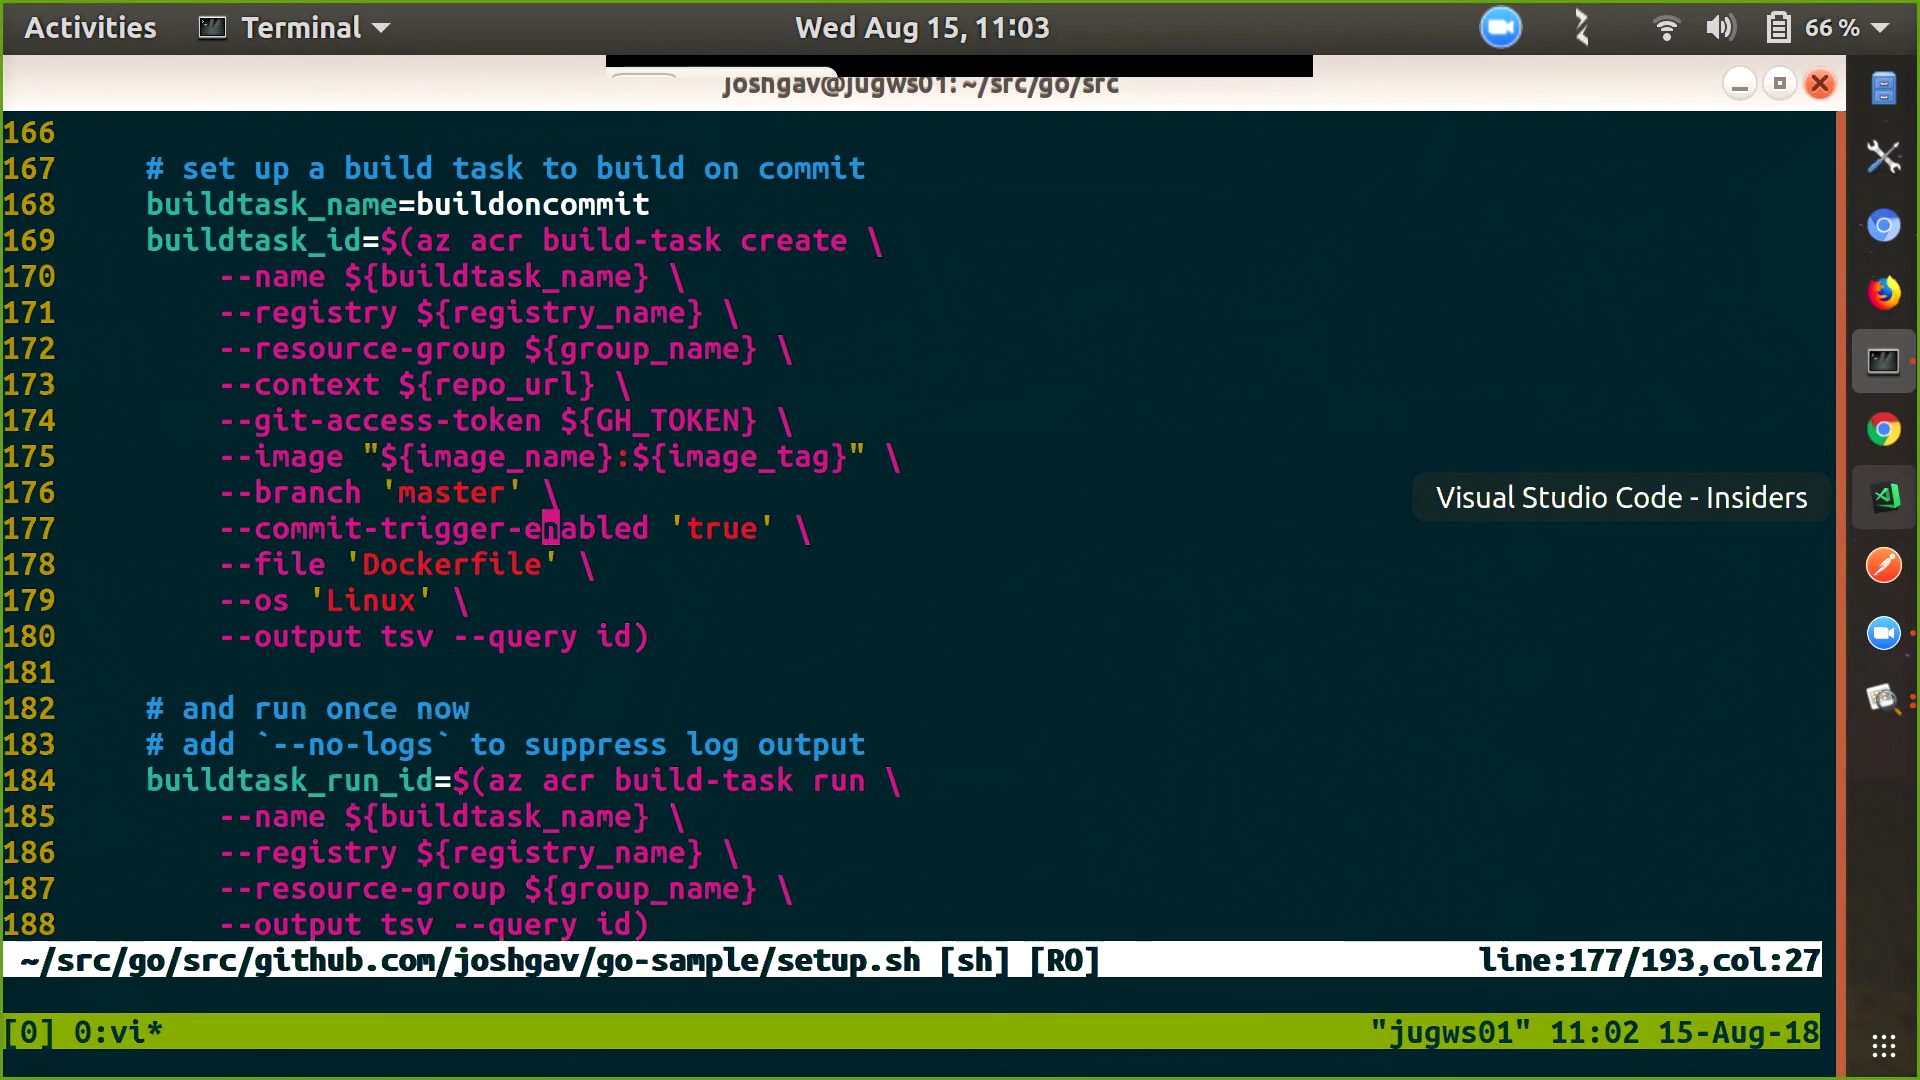 Activities Terminal Wed Aug 15, 11:03 66 %
joshgav@jugws01: ~/src/go/src
166
167 # set up a build task to build on commit
168 buildtask_name=buildoncommit
169 buildtask_id=$(az acr build-task create \
170 --name ${buildtask_name} \
171 --registry ${registry_name} \
172 --resource-group ${group_name} \
173 --context ${repo_url} \
174 --git-access-token ${GH_TOKEN} \
175 --image "${image_name}:${image_tag}" \
176 --branch 'master' \
Visual Studio Code - Insiders
177 --commit-trigger-enabled 'true' \
178 --file 'Dockerfile' \
179 --os 'Linux' \
180 --output tsv --query id)
181
182 # and run once now
183 # add `--no-logs` to suppress log output
184 buildtask_run_id=$(az acr build-task run \
185 --name ${buildtask_name} \
186 --registry ${registry_name} \
187 --resource-group ${group_name} \
188 --output tsv --query id)
~/src/go/src/github.com/joshgav/go-sample/setup.sh [sh] [RO] line:177/193,col:27
[0] 0:vi* "jugws01" 11:02 15-Aug-18